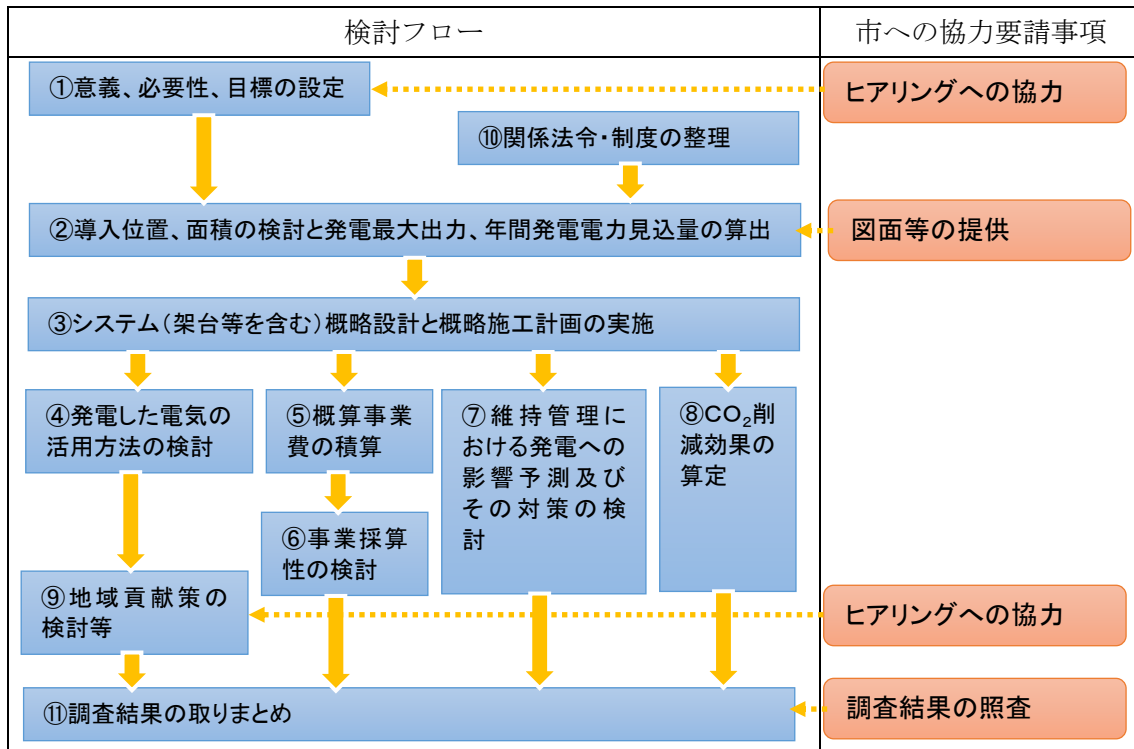 検討フロー
市への協力要請事項
①意義、必要性、目標の設定
ヒアリングへの協力
⑩関係法令・制度の整理
②導入位置、面積の検討と発電最大出力、年間発電電力見込量の算出
図面等の提供
③システム（架台等を含む）概略設計と概略施工計画の実施
④発電した電気の
活用方法の検討
⑤概算事業
費の積算
⑦維持管理に
おける発電への
影響予測及び
その対策の検
討
⑧CO₂削
減効果の
算定
⑥事業採算
性の検討
⑨地域貢献策の
検討等
ヒアリングへの協力
⑪調査結果の取りまとめ
調査結果の照査